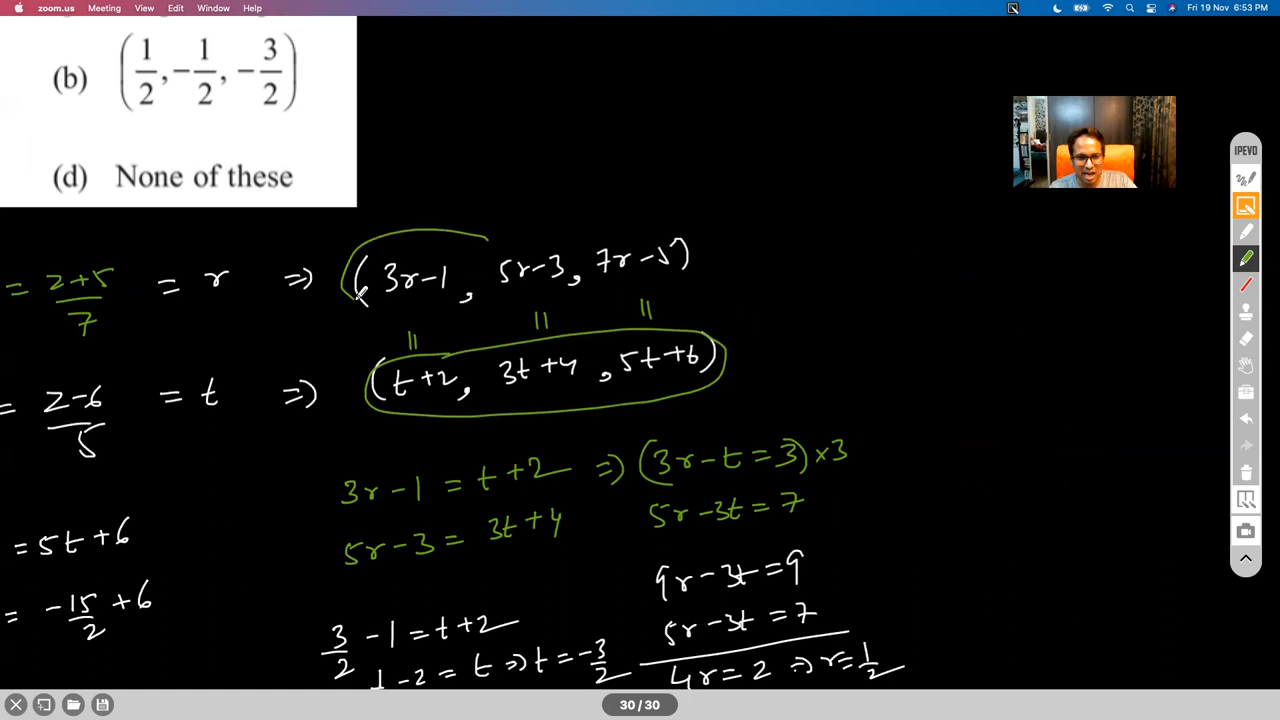 zoom.us Meeting View Edit Window Help Fri 19 Nov 6:53 PM
(b) (1/2, -1/2, -3/2)
(d) None of these
IPEVO
= z+5/7 = r ⇒ (3r-1, 5r-3, 7r-5)
= = =
= z-6/5 = t ⇒ (t+2, 3t+4, 5t+6)
3r-1 = t+2 ⇒ (3r-t=3)×3
5r-3 = 3t+4 5r-3t=7
= 5t+6
9r-3t=9
= -15/2 +6
5r-3t=7
3/2 -1 = t+2
1/2 -2 = t ⇒ t = -3/2
4r=2 ⇒ r=1/2
30 / 30